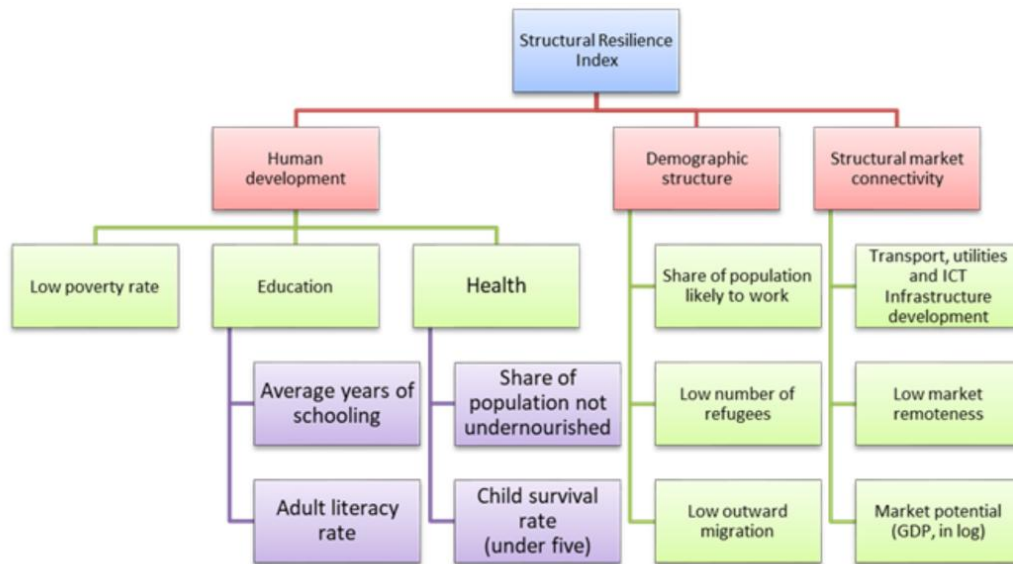 Structural Resilience
Index
Human
development
Demographic
structure
Structural market
connectivity
Low poverty rate
Education
Health
Share of population
likely to work
Transport, utilities
and ICT
Infrastructure
development
Average years of
schooling
Share of
population not
undernourished
Low number of
refugees
Low market
remoteness
Adult literacy
rate
Child survival
rate
(under five)
Low outward
migration
Market potential
(GDP, in log)